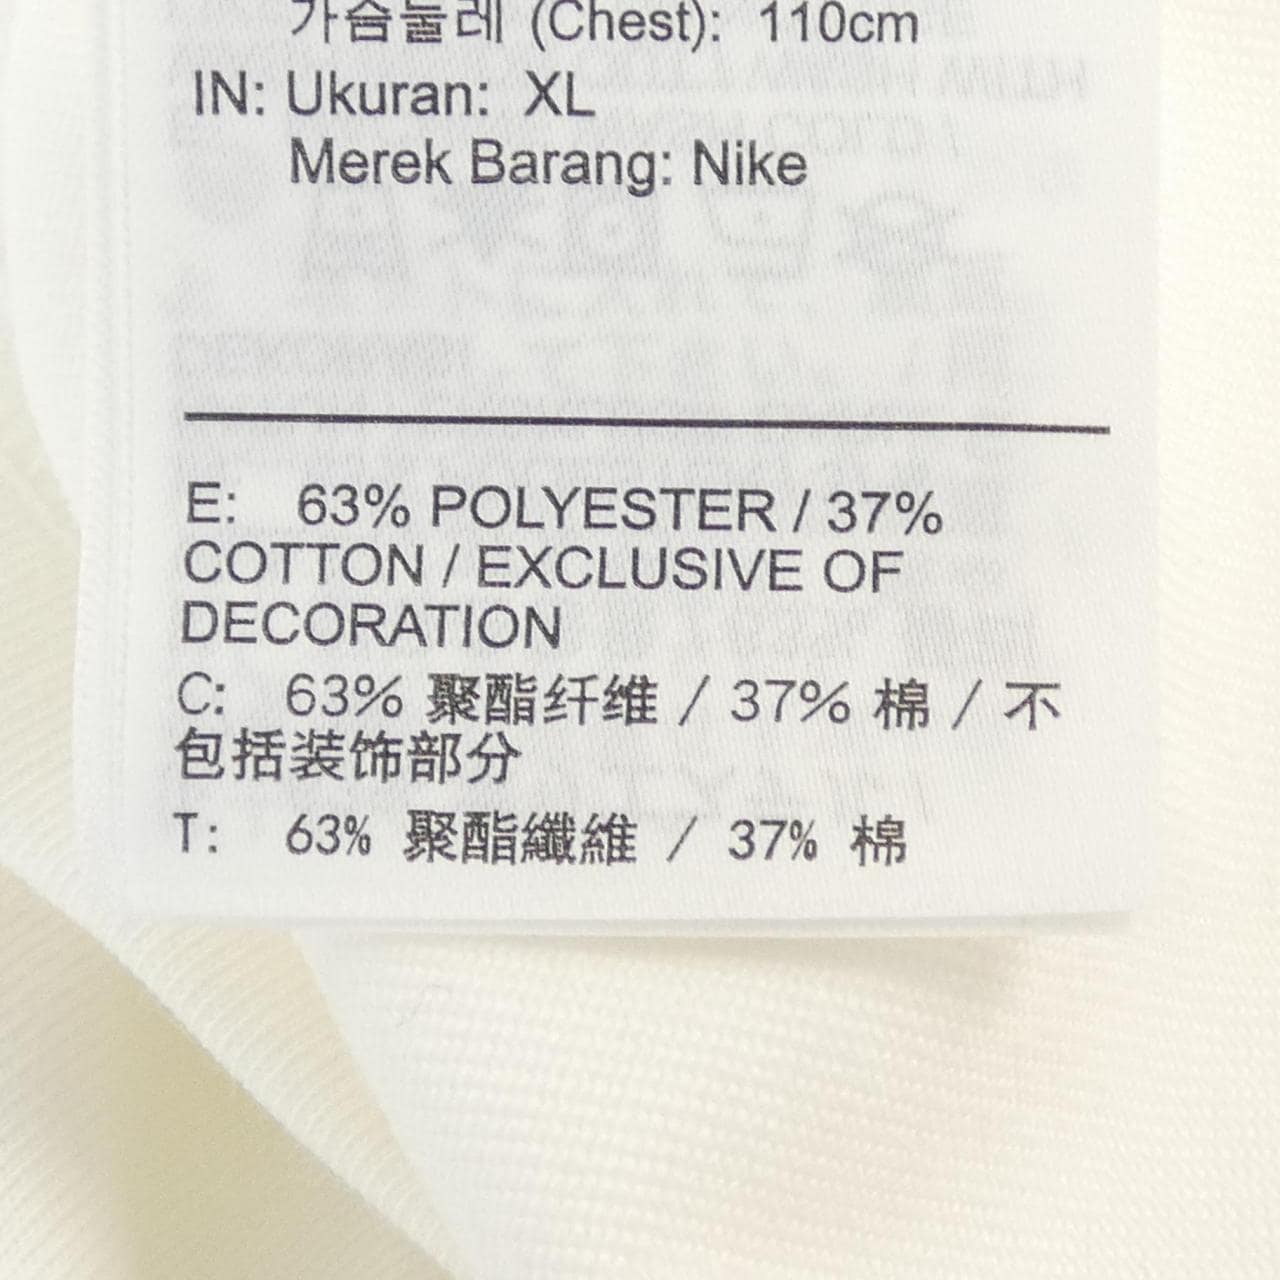 가슴둘레 (Chest): 110cm
IN: Ukuran: XL
Merek Barang: Nike
E: 63% POLYESTER / 37%
COTTON / EXCLUSIVE OF
DECORATION
C: 63% 聚酯纤维 / 37% 棉 / 不
包括装饰部分
T: 63% 聚酯纖維 / 37% 棉